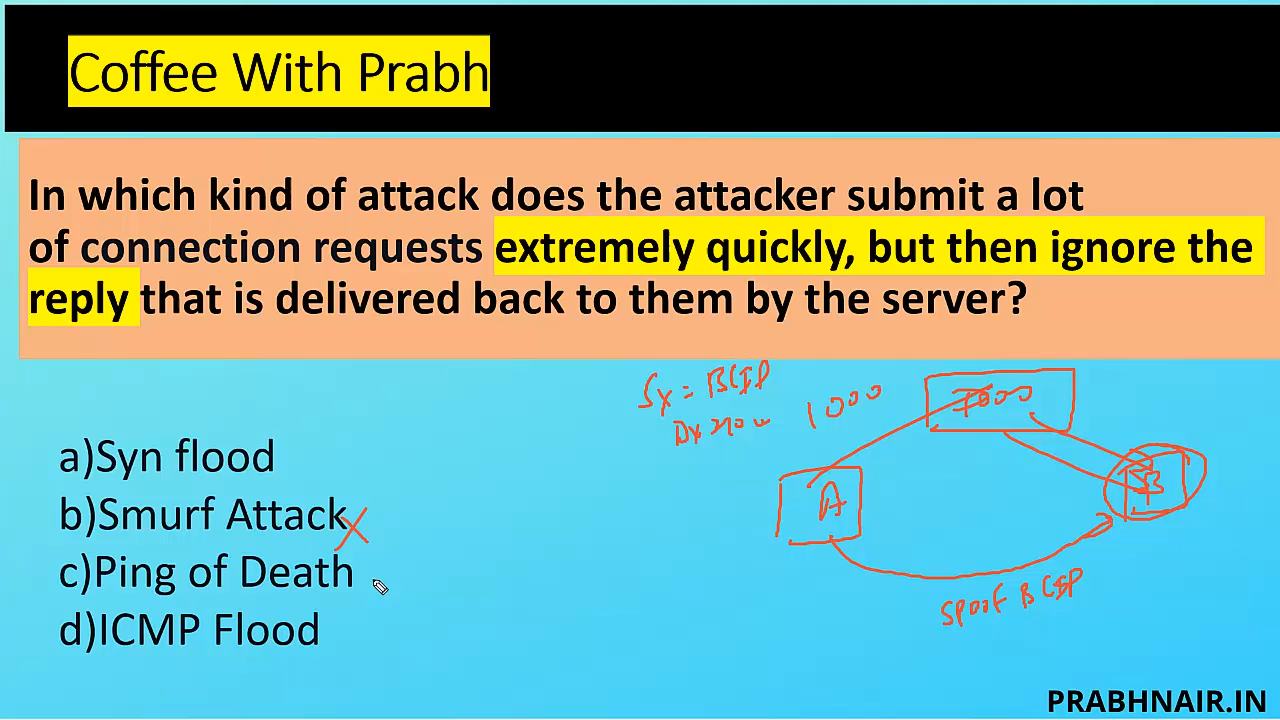 Coffee With Prabh
In which kind of attack does the attacker submit a lot
of connection requests extremely quickly, but then ignore the
reply that is delivered back to them by the server?
1000
1000
A
B
a)Syn flood
b)Smurf Attack
c)Ping of Death
d)ICMP Flood
SPOOF
PRABHNAIR.IN